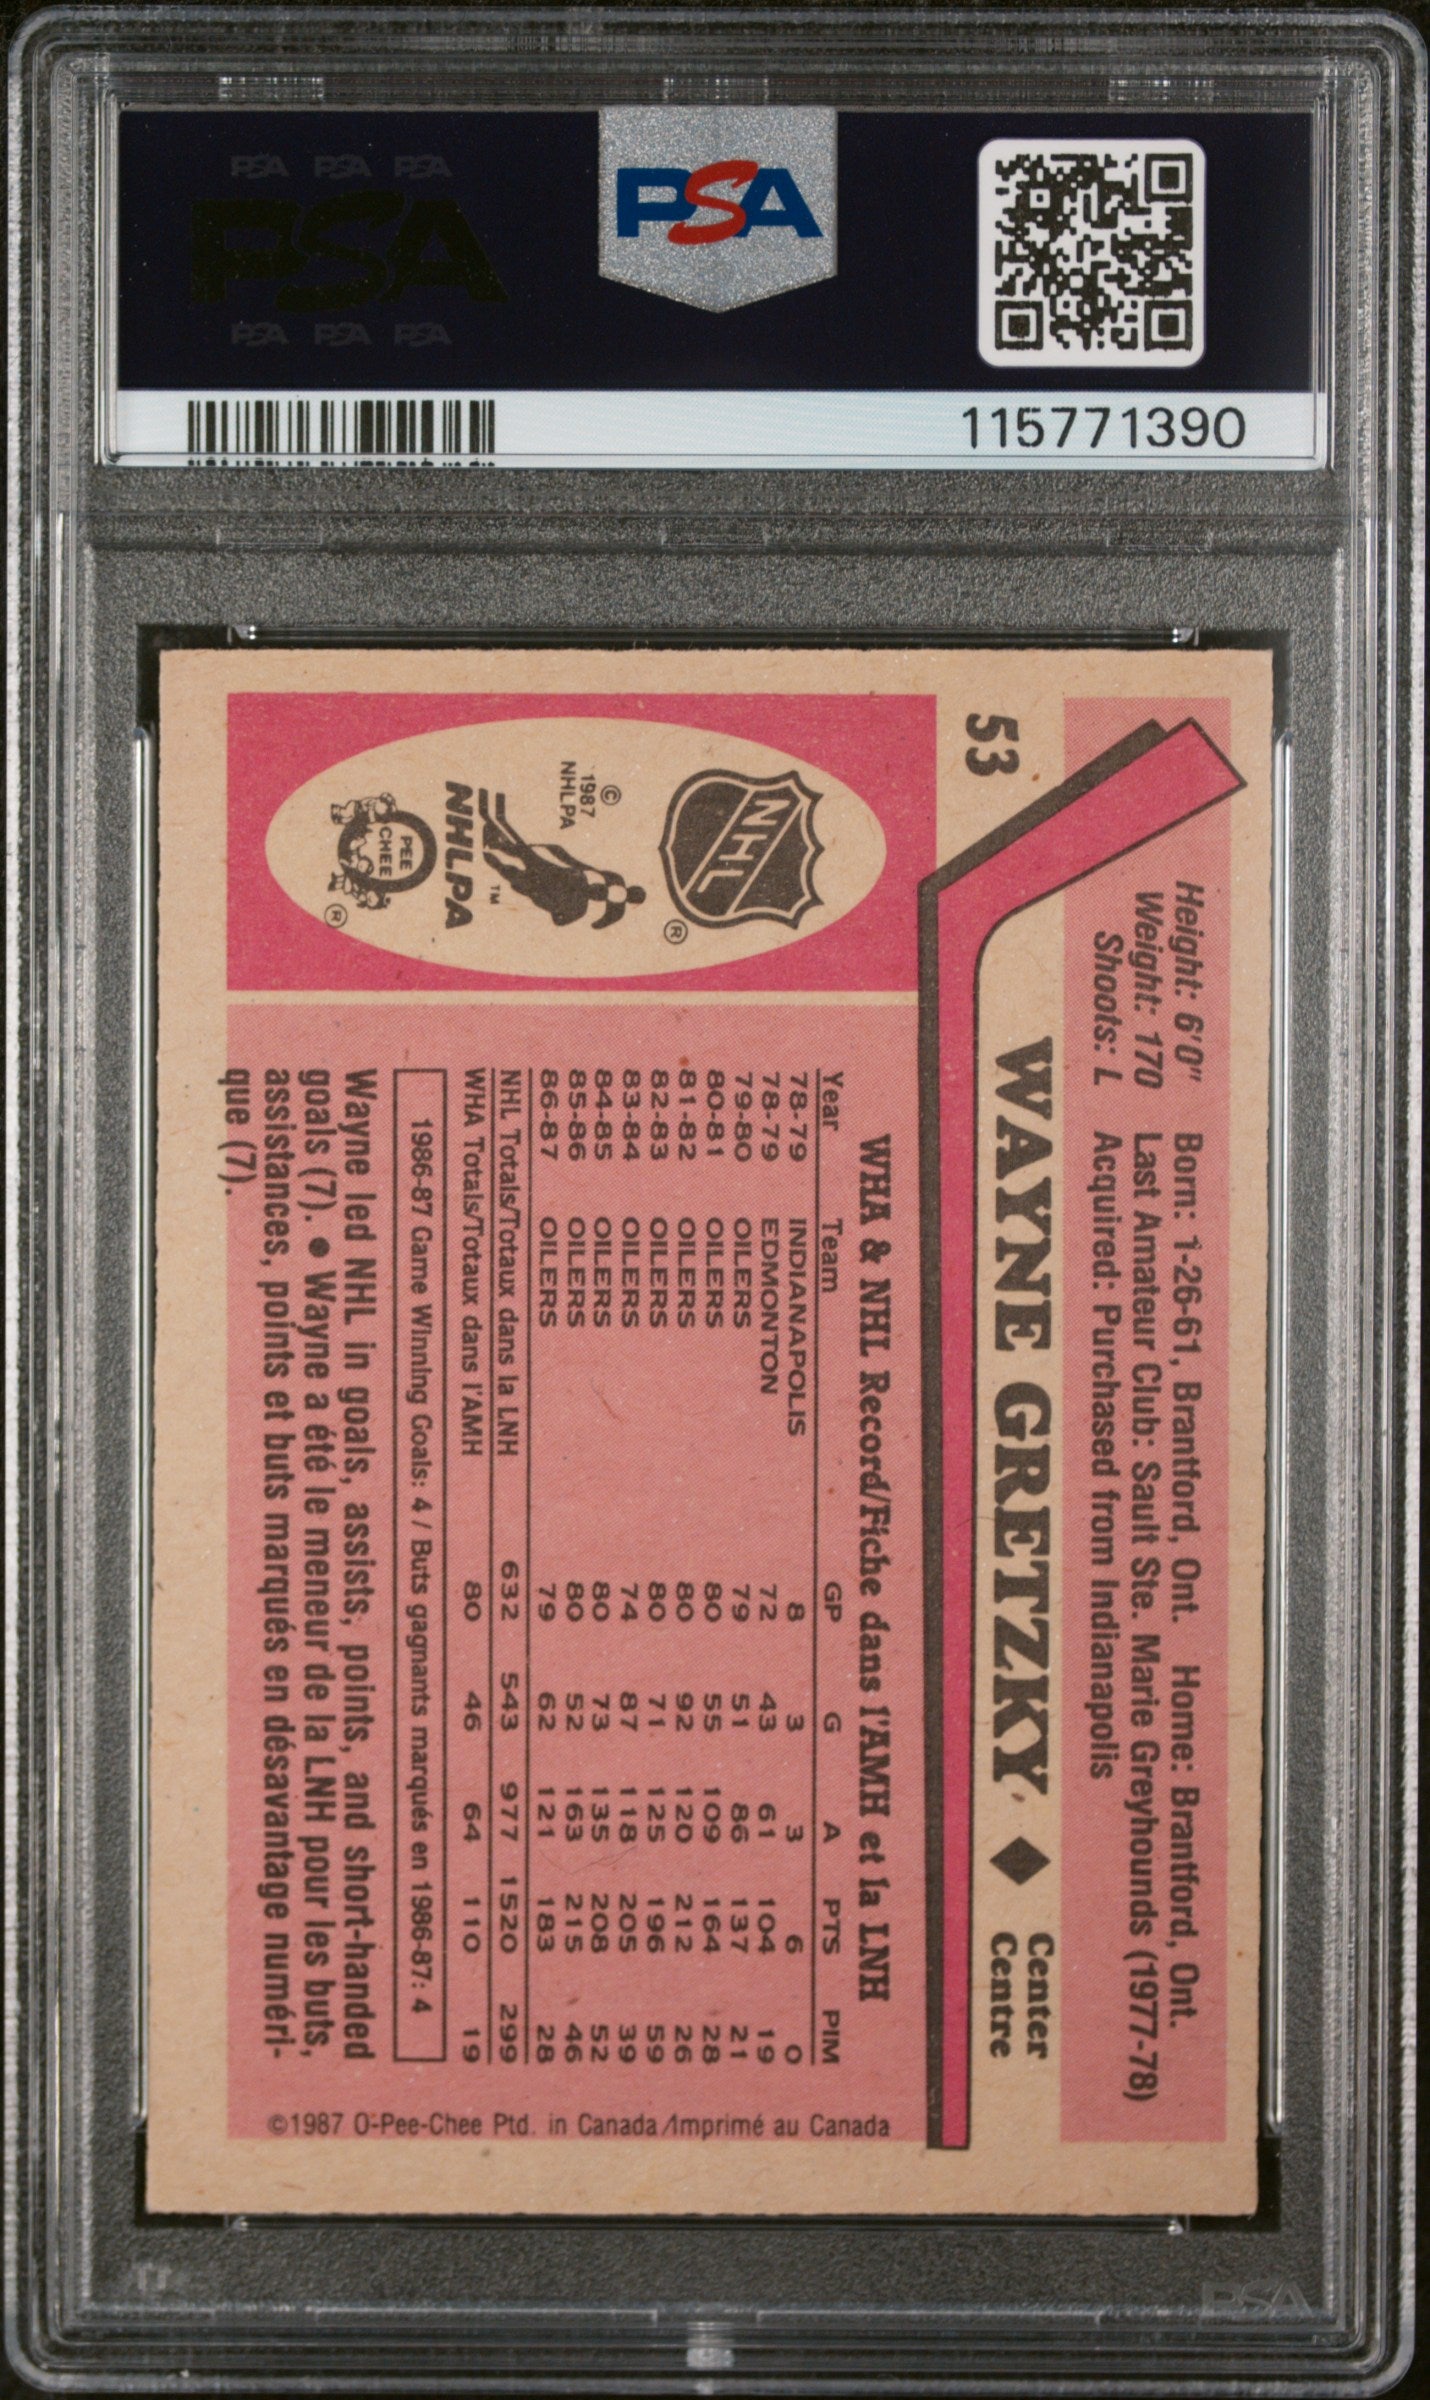 PSA PSA PSA
PSA
PSA PSA PSA
PSA
115771390
53
Height: 6'0" Born: 1-26-61, Brantford, Ont. Home: Brantford, Ont.
Weight: 170 Last Amateur Club: Sault Ste. Marie Greyhounds (1977-78)
Shoots: L Acquired: Purchased from Indianapolis
WAYNE GRETZKY ◆ Center
Centre
NHL
®
© 1987
NHLPA
TM
NHLPA
O PEE CHEE
®
WHA & NHL Record/Fiche dans l'AMH et la LNH
Year Team GP G A PTS PIM
78-79 INDIANAPOLIS 8 3 3 6 0
78-79 EDMONTON 72 43 61 104 19
79-80 OILERS 79 51 86 137 21
80-81 OILERS 80 55 109 164 28
81-82 OILERS 80 92 120 212 26
82-83 OILERS 80 71 125 196 59
83-84 OILERS 74 87 118 205 39
84-85 OILERS 80 73 135 208 52
85-86 OILERS 80 52 163 215 46
86-87 OILERS 79 62 121 183 28
NHL Totals/Totaux dans la LNH 632 543 977 1520 299
WHA Totals/Totaux dans l'AMH 80 46 64 110 19
1986-87 Game Winning Goals: 4 / Buts gagnants marqués en 1986-87: 4
Wayne led NHL in goals, assists, points, and short-handed
goals (7). ● Wayne a été le meneur de la LNH pour les buts,
assistances, points et buts marqués en désavantage numéri-
que (7).
©1987 O-Pee-Chee Ptd. in Canada/Imprimé au Canada
PSA